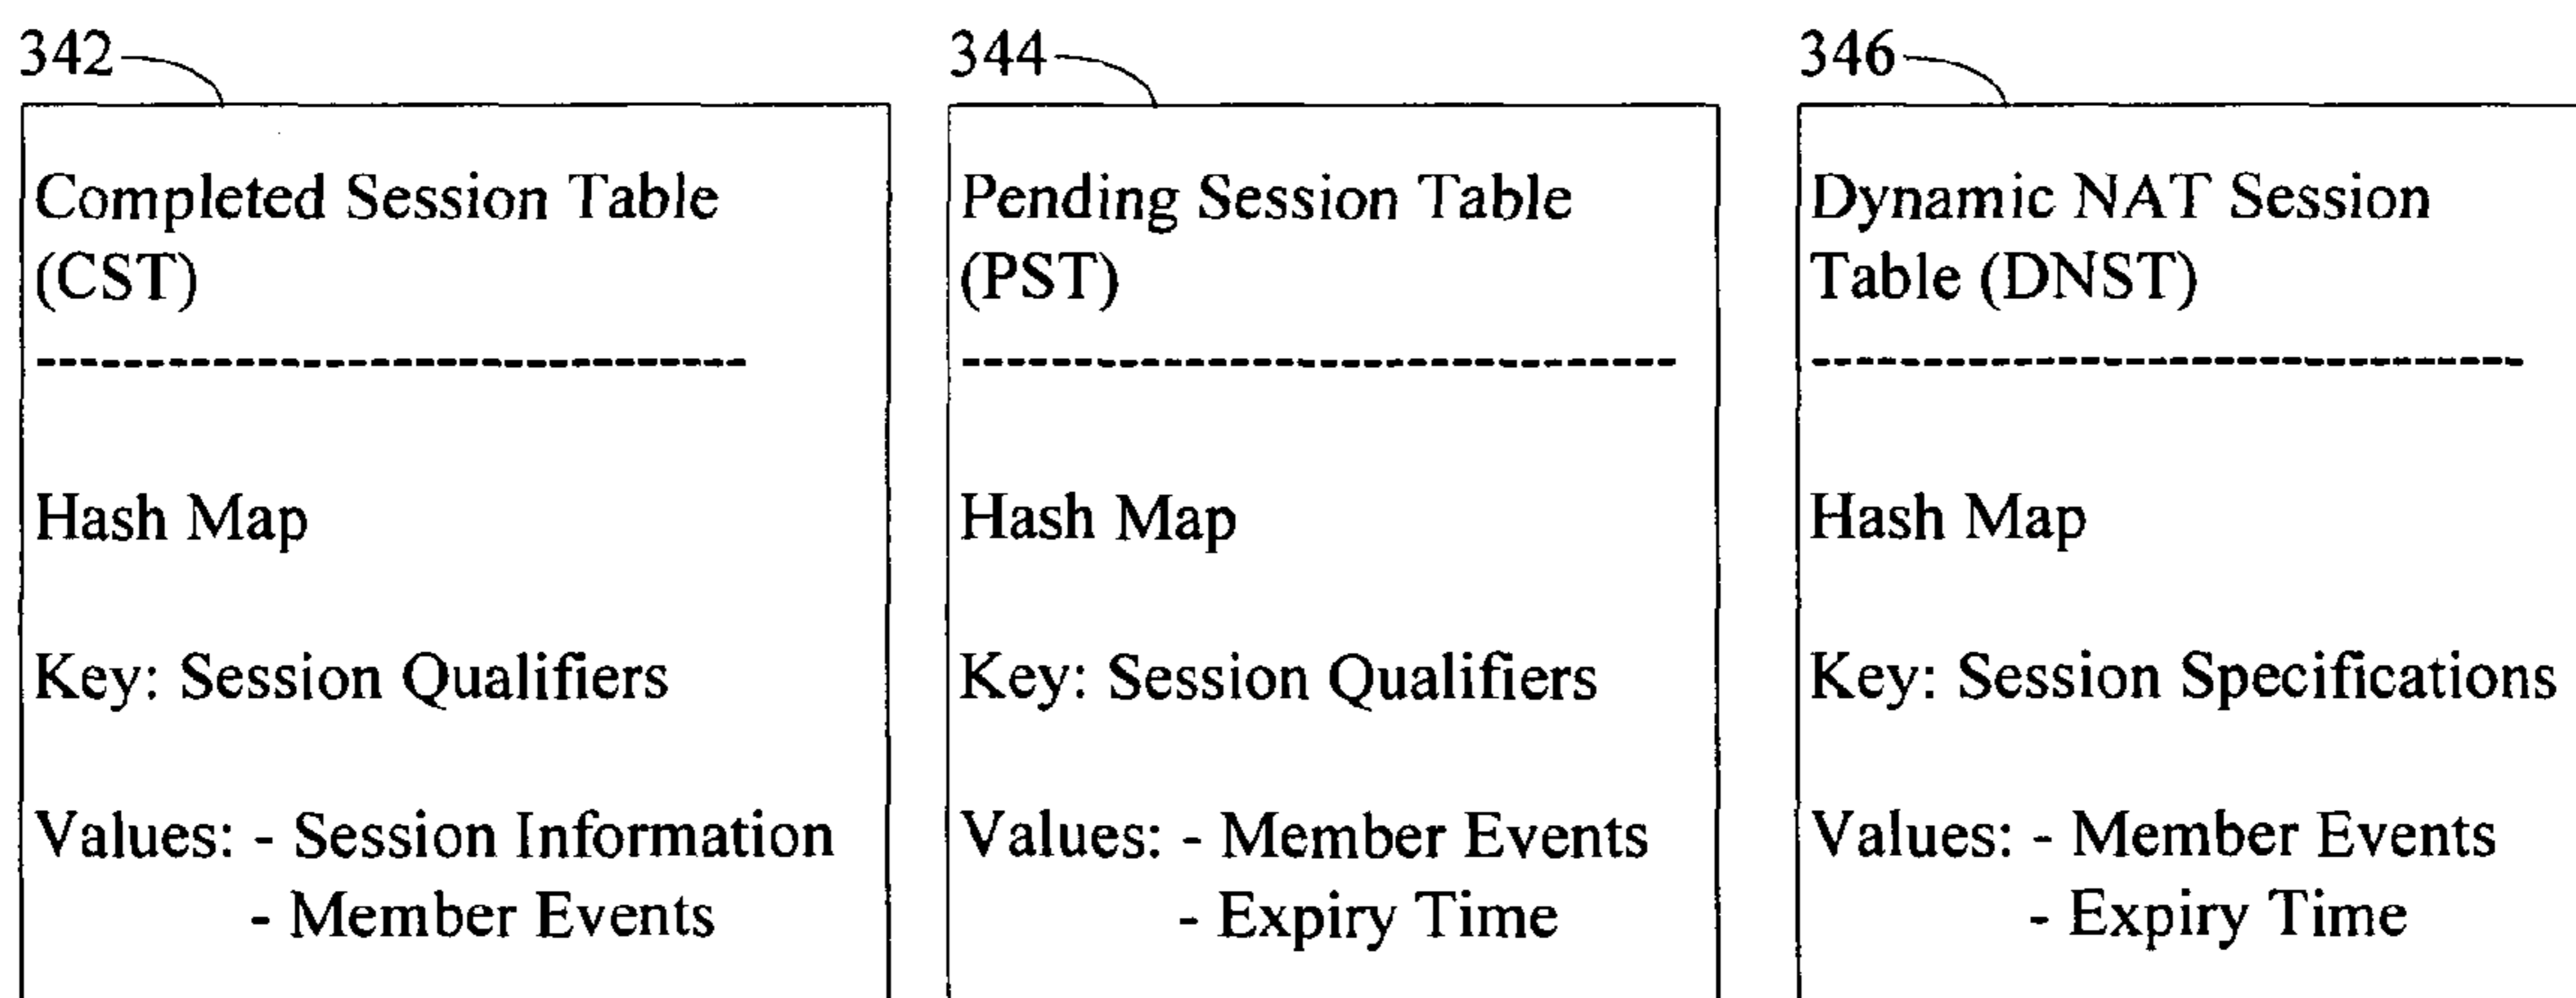 342
Completed Session Table
(CST)
--------------------------------
Hash Map
Key: Session Qualifiers
Values: - Session Information
- Member Events
344
Pending Session Table
(PST)
--------------------------------
Hash Map
Key: Session Qualifiers
Values: - Member Events
- Expiry Time
346
Dynamic NAT Session
Table (DNST)
--------------------------------
Hash Map
Key: Session Specifications
Values: - Member Events
- Expiry Time